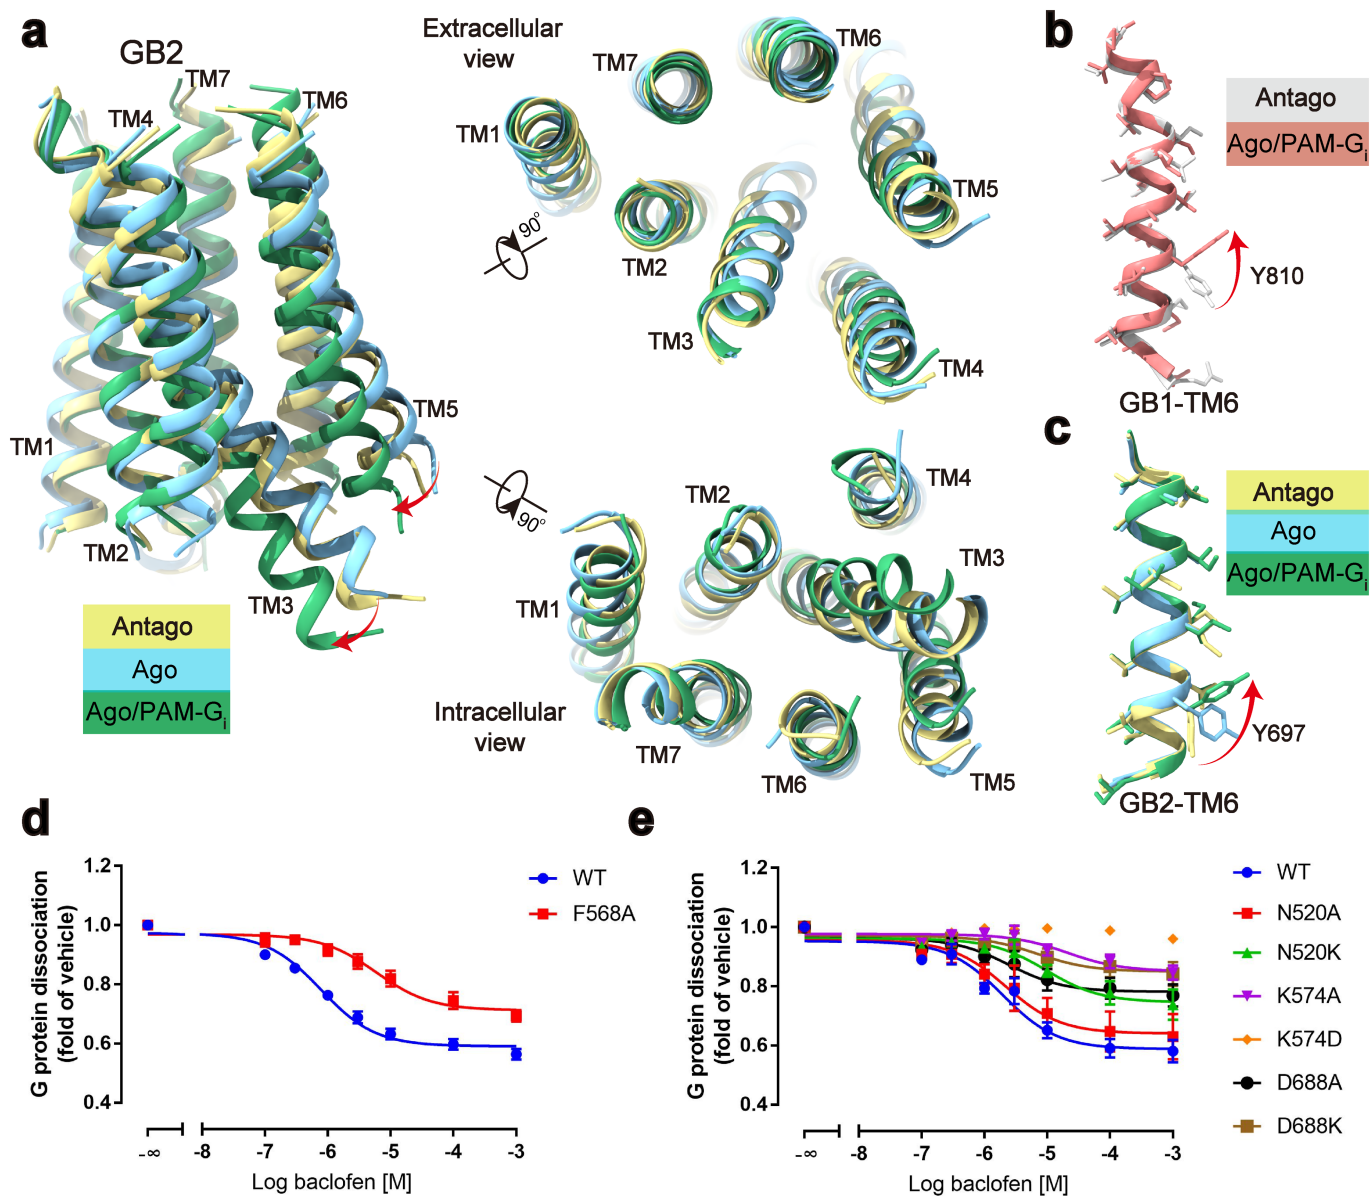 a
GB2
TM7
TM6
TM4
TM5
TM1
TM2
TM3
Antago
Ago
Ago/PAM-Gi
Extracellular
view
TM7
TM6
TM1
TM5
TM2
TM3
TM4
90°
90°
TM4
TM2
TM3
TM1
Intracellular
view
TM7
TM6
TM5
b
Antago
Ago/PAM-Gi
Y810
GB1-TM6
c
Antago
Ago
Ago/PAM-Gi
Y697
GB2-TM6
d
G protein dissociation
(fold of vehicle)
1.2
1.0
0.8
0.6
0.4
-∞
-8
-7
-6
-5
-4
-3
Log baclofen [M]
WT
F568A
e
G protein dissociation
(fold of vehicle)
1.2
1.0
0.8
0.6
0.4
-∞
-8
-7
-6
-5
-4
-3
Log baclofen [M]
WT
N520A
N520K
K574A
K574D
D688A
D688K